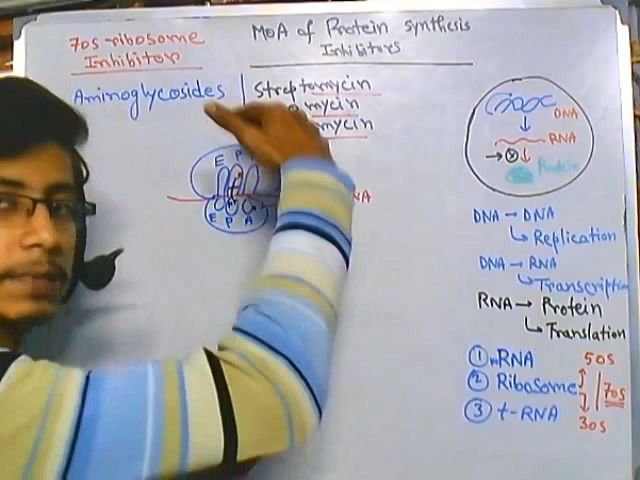 70s ribosome
Inhibitor
MoA of Protein Synthesis
Inhibitors
Aminoglycosides
Streptomycin
mycin
mycin
E P
E P A
DNA
RNA
Protein
DNA → DNA
↳ Replication
DNA → RNA
↳ Transcription
RNA → Protein
↳ Translation
① mRNA
② Ribosome
③ t-RNA
50s
70s
30s